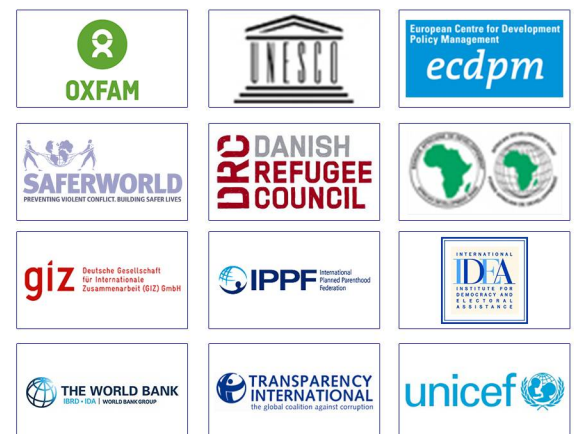 OXFAM
UNESCO
European Centre for Development
Policy Management
ecdpm
SAFERWORLD
PREVENTING VIOLENT CONFLICT. BUILDING SAFER LIVES
DRC DANISH
REFUGEE
COUNCIL
giz Deutsche Gesellschaft
für Internationale
Zusammenarbeit (GIZ) GmbH
IPPF International
Planned Parenthood
Federation
INTERNATIONAL
IDEA
INSTITUTE FOR
DEMOCRACY AND
ELECTORAL
ASSISTANCE
THE WORLD BANK
IBRD • IDA | WORLD BANK GROUP
TRANSPARENCY
INTERNATIONAL
the global coalition against corruption
unicef